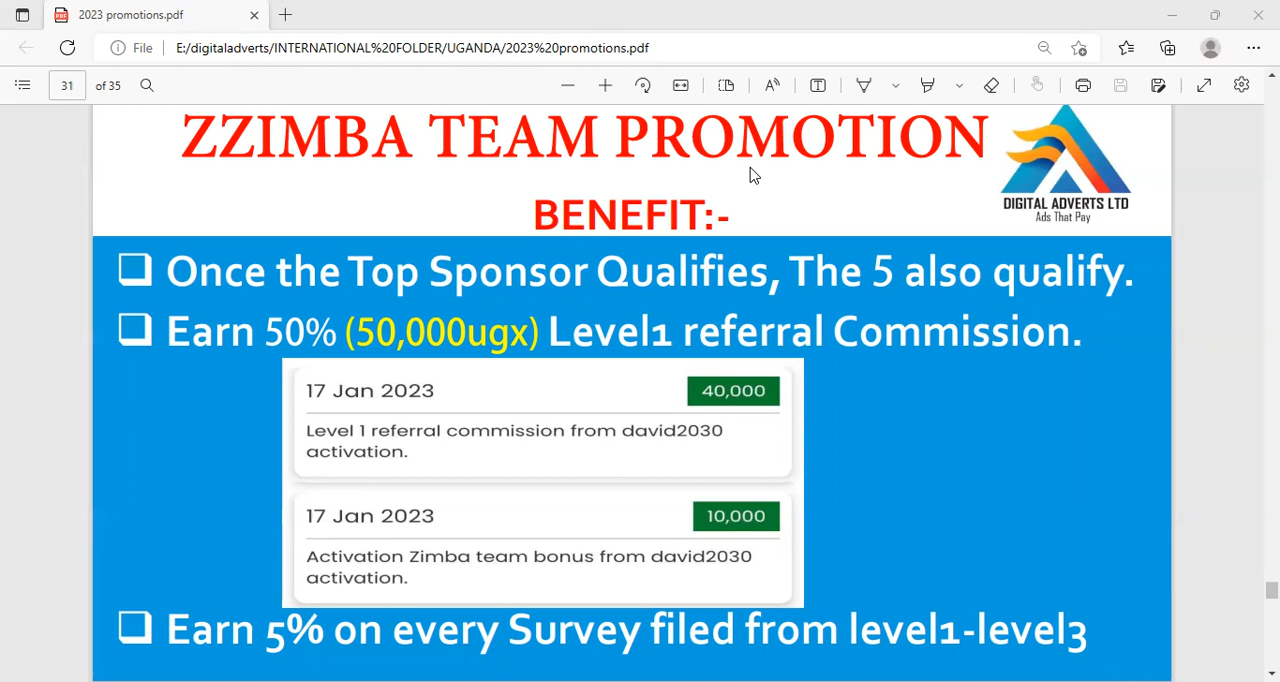 2023 promotions.pdf
File E:/digitaladverts/INTERNATIONAL%20FOLDER/UGANDA/2023%20promotions.pdf
31 of 35
ZZIMBA TEAM PROMOTION
DIGITAL ADVERTS LTD
Ads That Pay
BENEFIT:-
Once the Top Sponsor Qualifies, The 5 also qualify.
Earn 50% (50,000ugx) Level1 referral Commission.
17 Jan 2023 40,000
Level 1 referral commission from david2030
activation.
17 Jan 2023 10,000
Activation Zimba team bonus from david2030
activation.
Earn 5% on every Survey filed from level1-level3